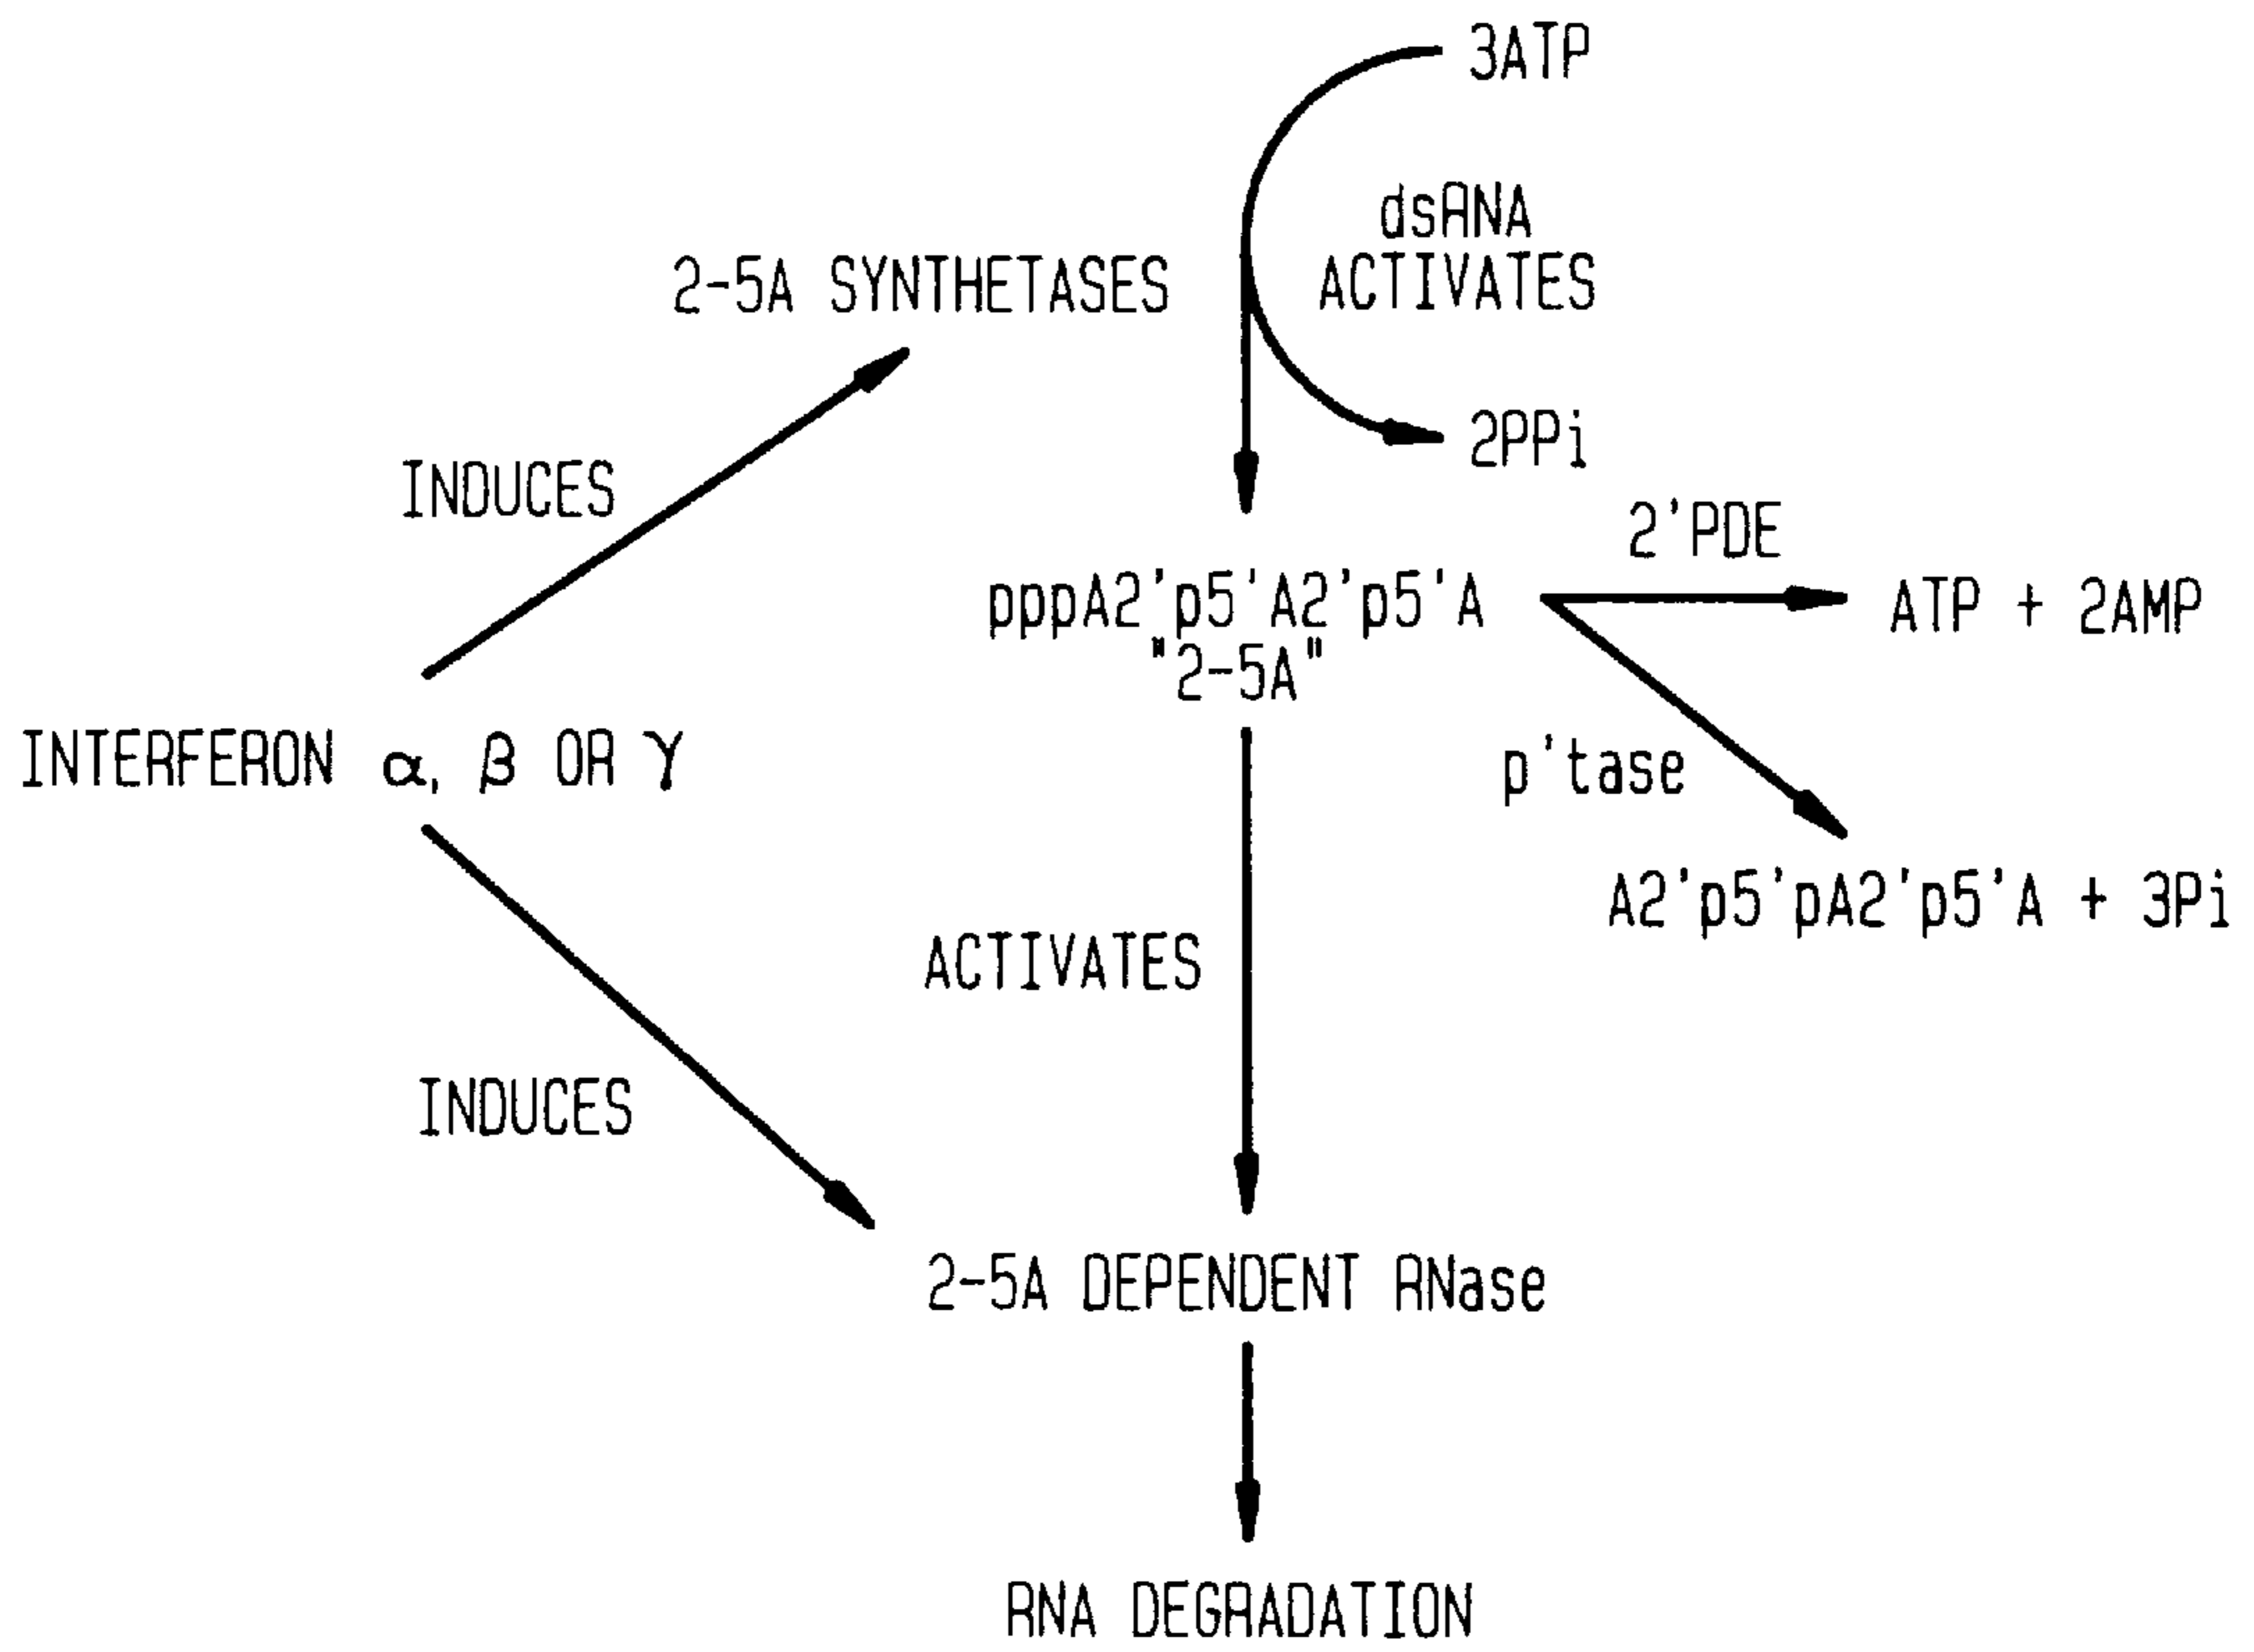 3ATP
dsRNA
ACTIVATES
2-5A SYNTHETASES
2PPi
INDUCES
2'PDE
pppA2'p5'A2'p5'A
"2-5A"
ATP + 2AMP
INTERFERON α, β OR γ
p'tase
A2'p5'pA2'p5'A + 3Pi
ACTIVATES
INDUCES
2-5A DEPENDENT RNase
RNA DEGRADATION